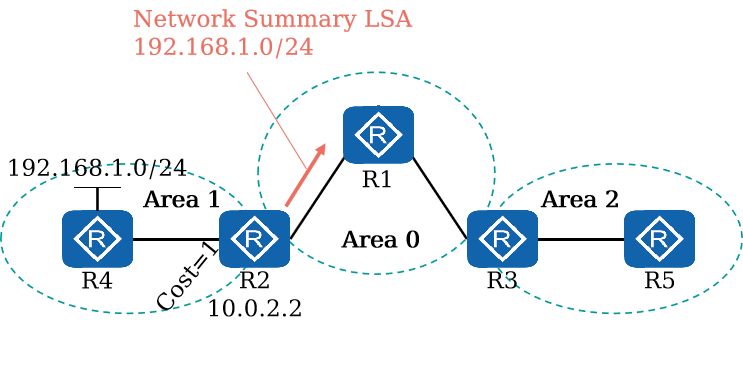 Network Summary LSA
192.168.1.0/24
R
R1
192.168.1.0/24
Area 1
Area 2
Area 0
R
R
R
R
R4
Cost=1
R2
R3
R5
10.0.2.2